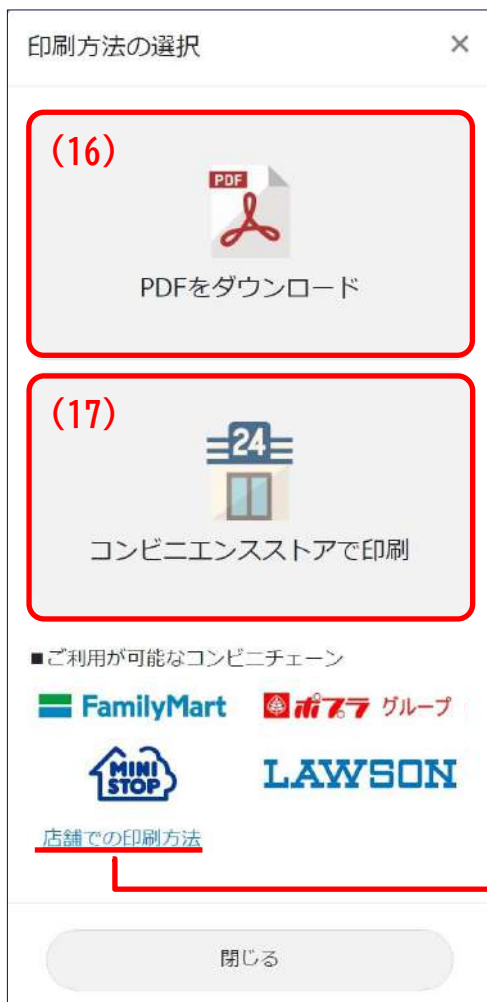 印刷方法の選択 ×
(16)
PDF
PDFをダウンロード
(17)
24
コンビニエンスストアで印刷
■ご利用が可能なコンビニチェーン
FamilyMart ポプラ グループ
MINI STOP LAWSON
店舗での印刷方法
閉じる